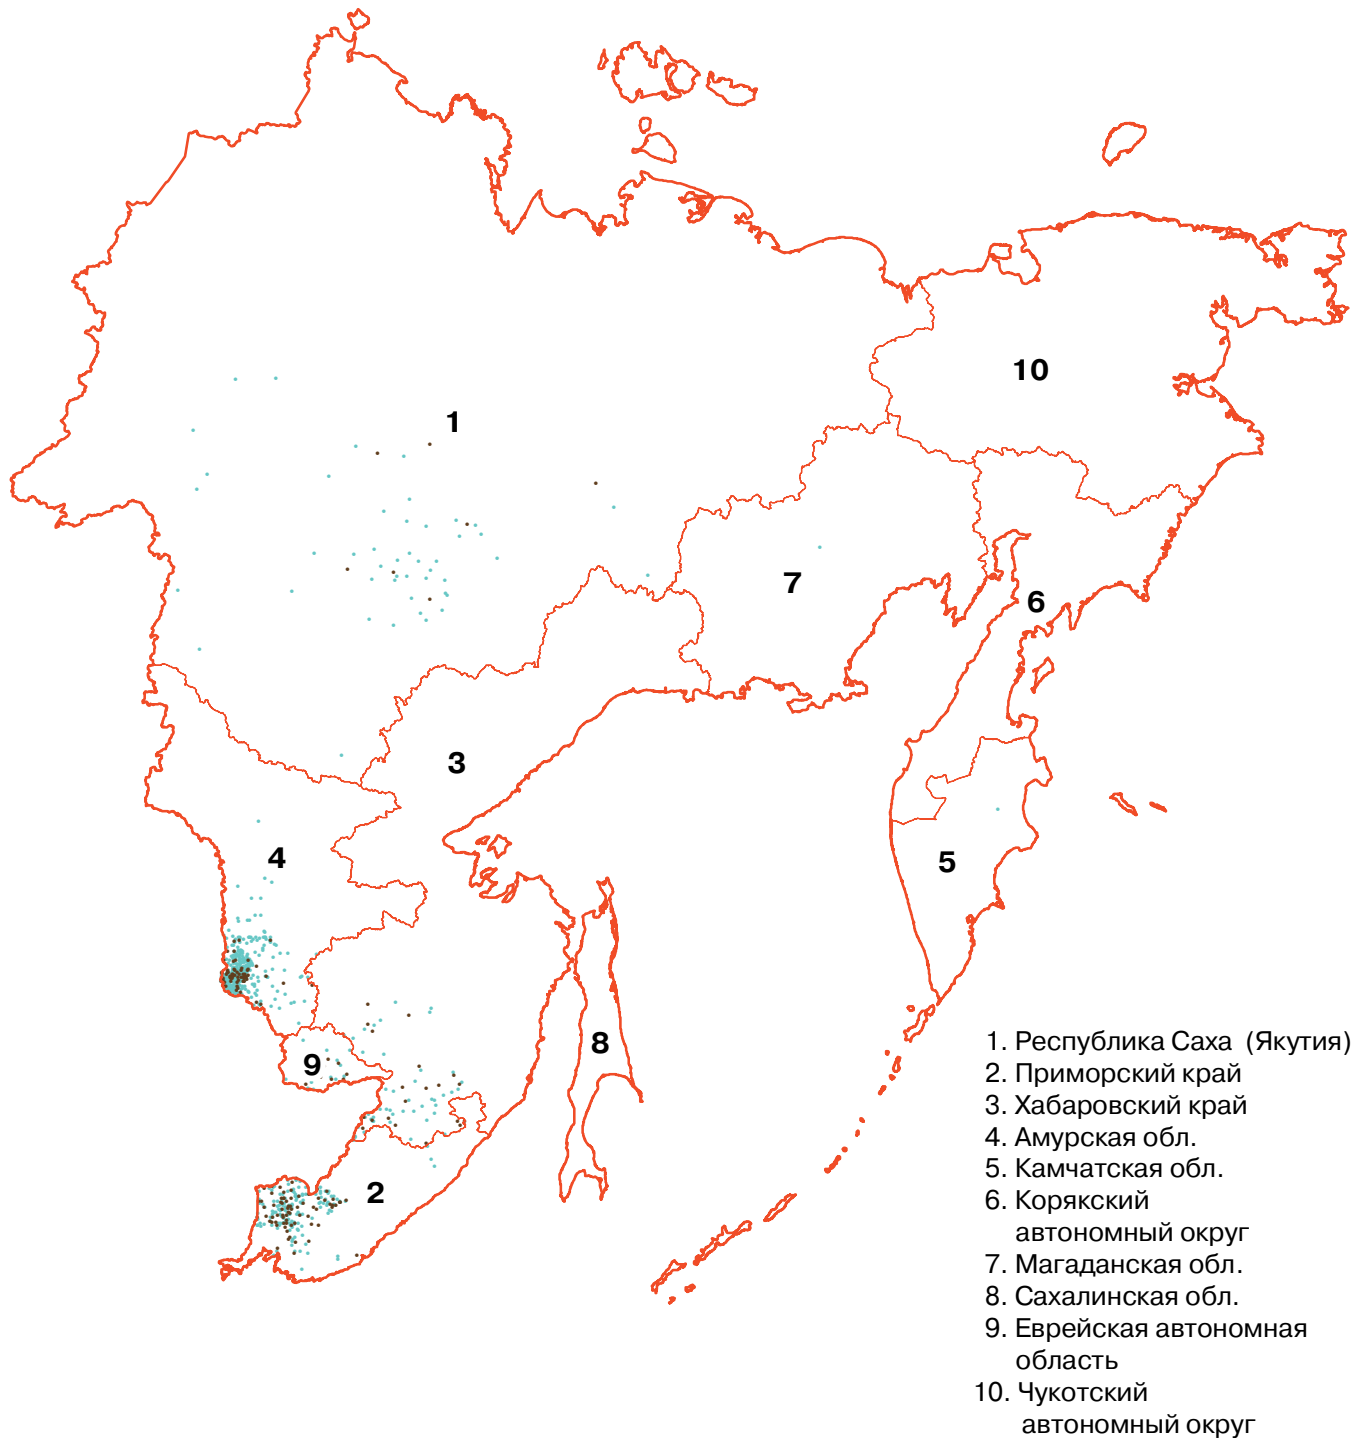 10
1
7
6
3
4
5
8
9
2
1. Республика Саха (Якутия)
2. Приморский край
3. Хабаровский край
4. Амурская обл.
5. Камчатская обл.
6. Корякский
автономный округ
7. Магаданская обл.
8. Сахалинская обл.
9. Еврейская автономная
область
10. Чукотский
автономный округ